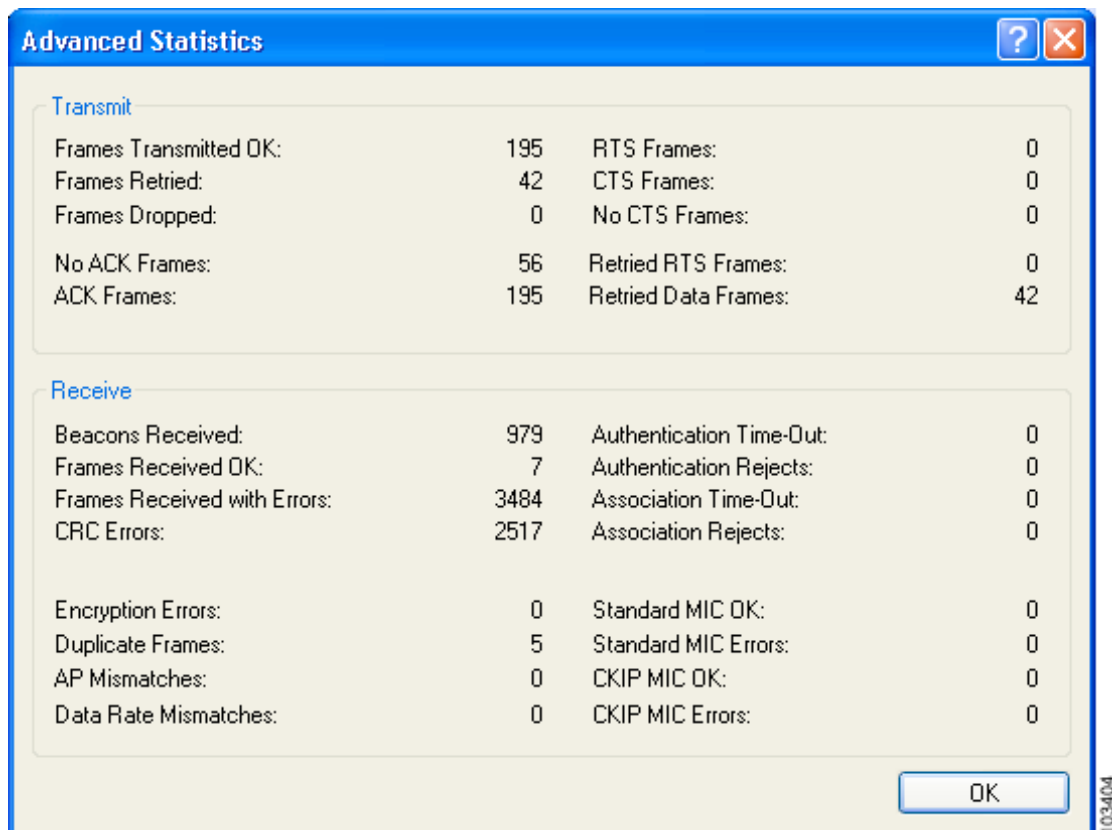 Advanced Statistics
Transmit
Frames Transmitted OK: 195 RTS Frames: 0
Frames Retried: 42 CTS Frames: 0
Frames Dropped: 0 No CTS Frames: 0
No ACK Frames: 56 Retried RTS Frames: 0
ACK Frames: 195 Retried Data Frames: 42
Receive
Beacons Received: 979 Authentication Time-Out: 0
Frames Received OK: 7 Authentication Rejects: 0
Frames Received with Errors: 3484 Association Time-Out: 0
CRC Errors: 2517 Association Rejects: 0
Encryption Errors: 0 Standard MIC OK: 0
Duplicate Frames: 5 Standard MIC Errors: 0
AP Mismatches: 0 CKIP MIC OK: 0
Data Rate Mismatches: 0 CKIP MIC Errors: 0
OK
103404